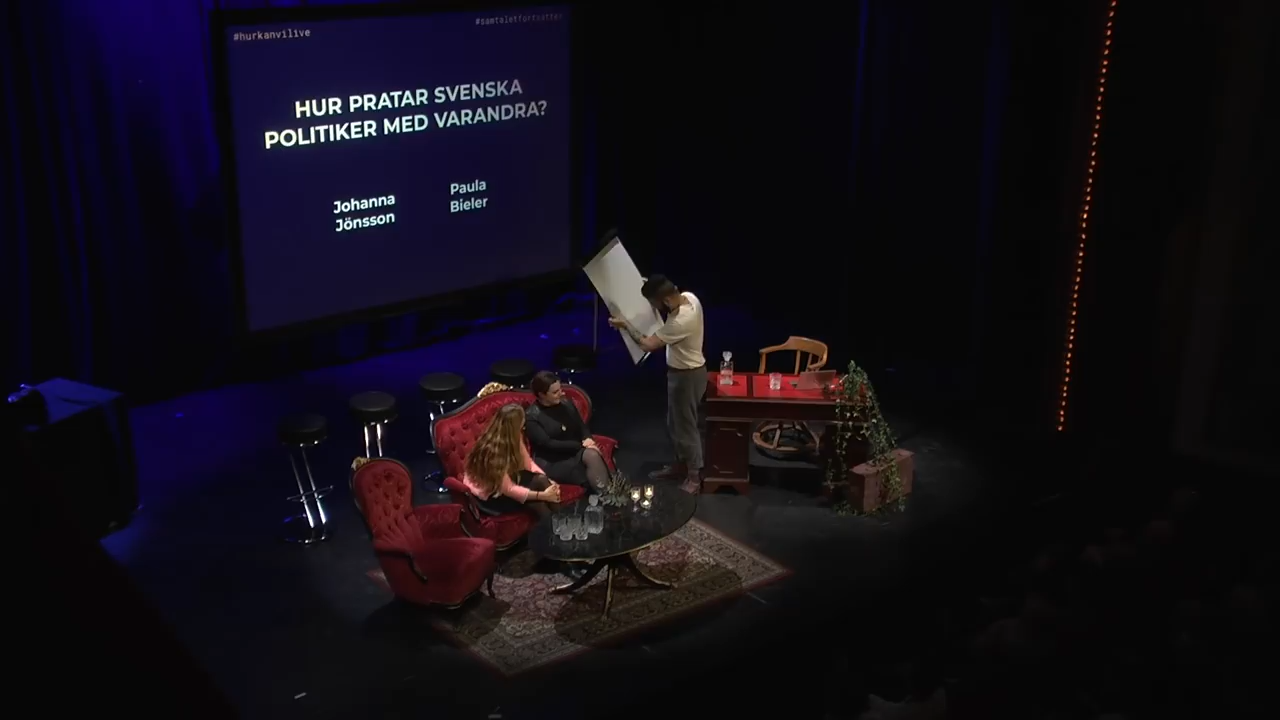 #hurkanvilive
#samtaletfortsätter
HUR PRATAR SVENSKA
POLITIKER MED VARANDRA?
Johanna
Jönsson
Paula
Bieler